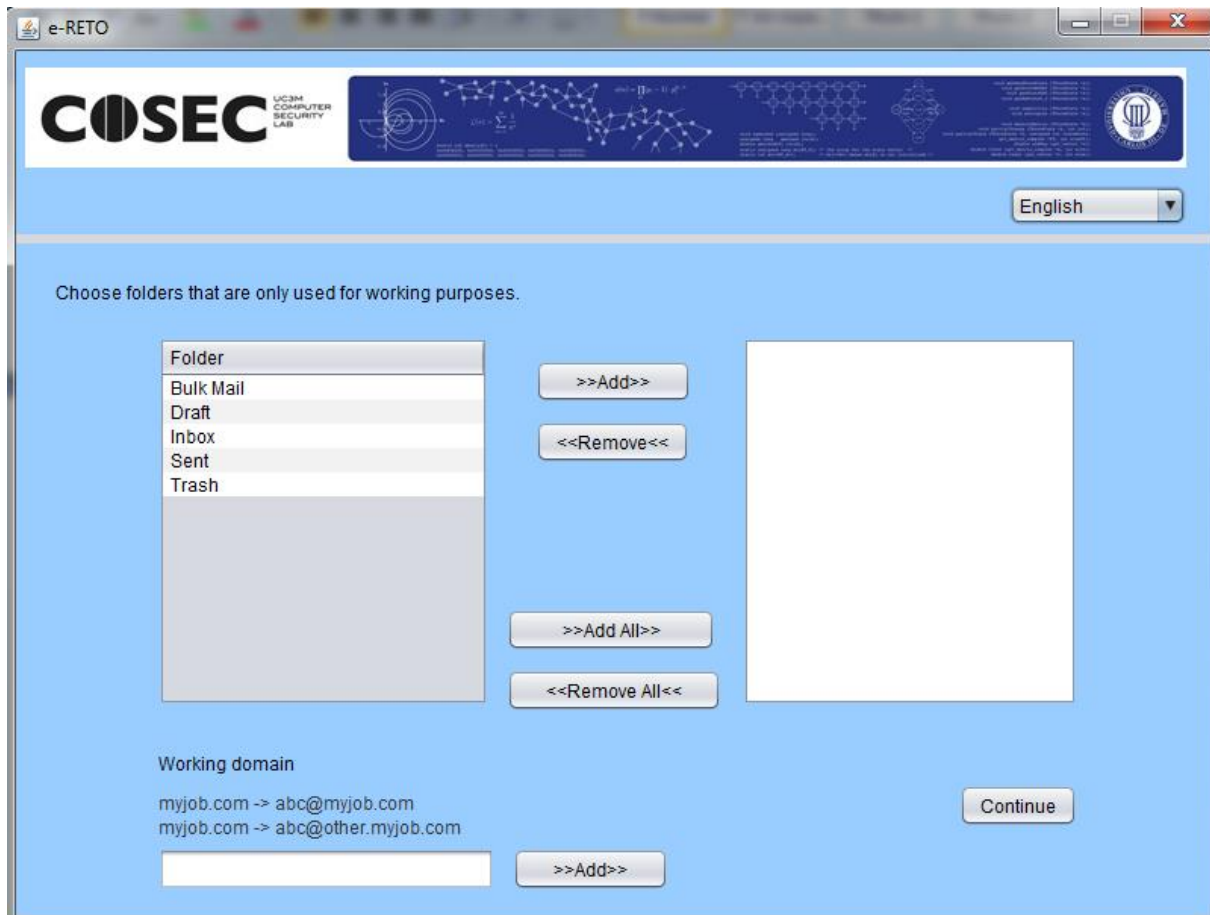 e-RETO
COSEC
UC3M
COMPUTER
SECURITY
LAB
English
Choose folders that are only used for working purposes.
Folder
Bulk Mail
Draft
Inbox
Sent
Trash
>>Add>>
<<Remove<<
>>Add All>>
<<Remove All<<
Working domain
myjob.com -> abc@myjob.com
myjob.com -> abc@other.myjob.com
Continue
>>Add>>